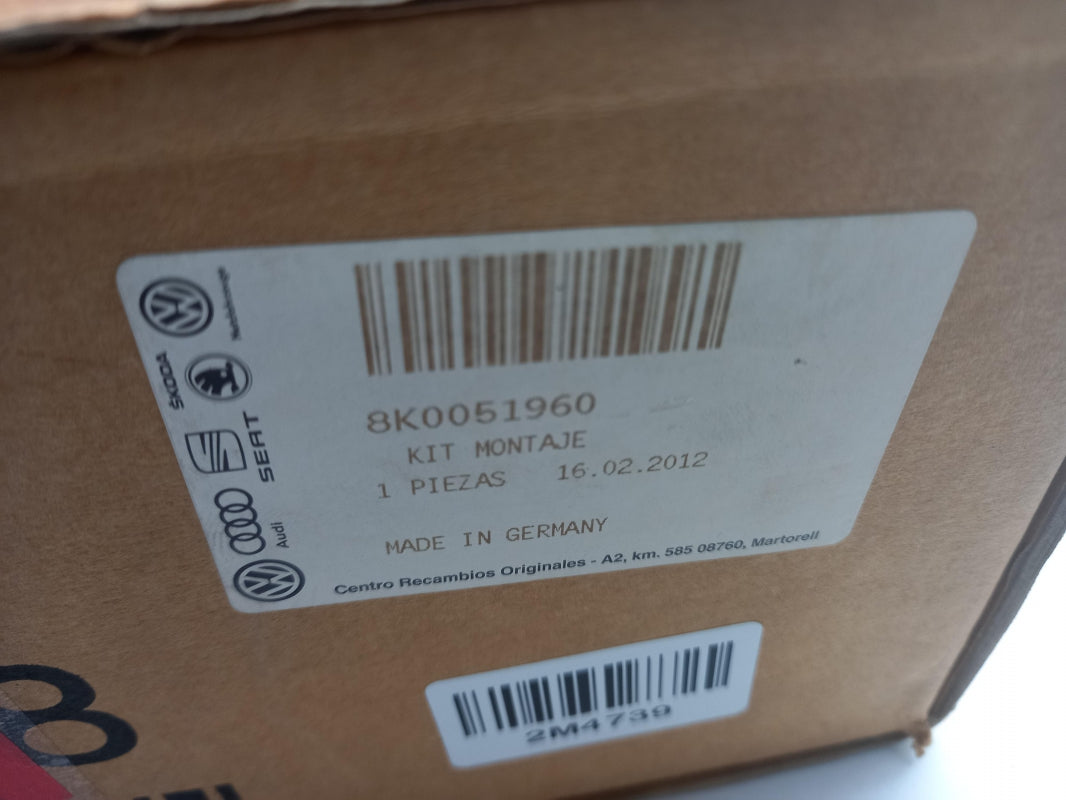 8K0051960
KIT MONTAJE
1 PIEZAS 16.02.2012
MADE IN GERMANY
Centro Recambios Originales - A2, km. 585 08760, Martorell
ŠKODA
SEAT
Audi
2M4739
B